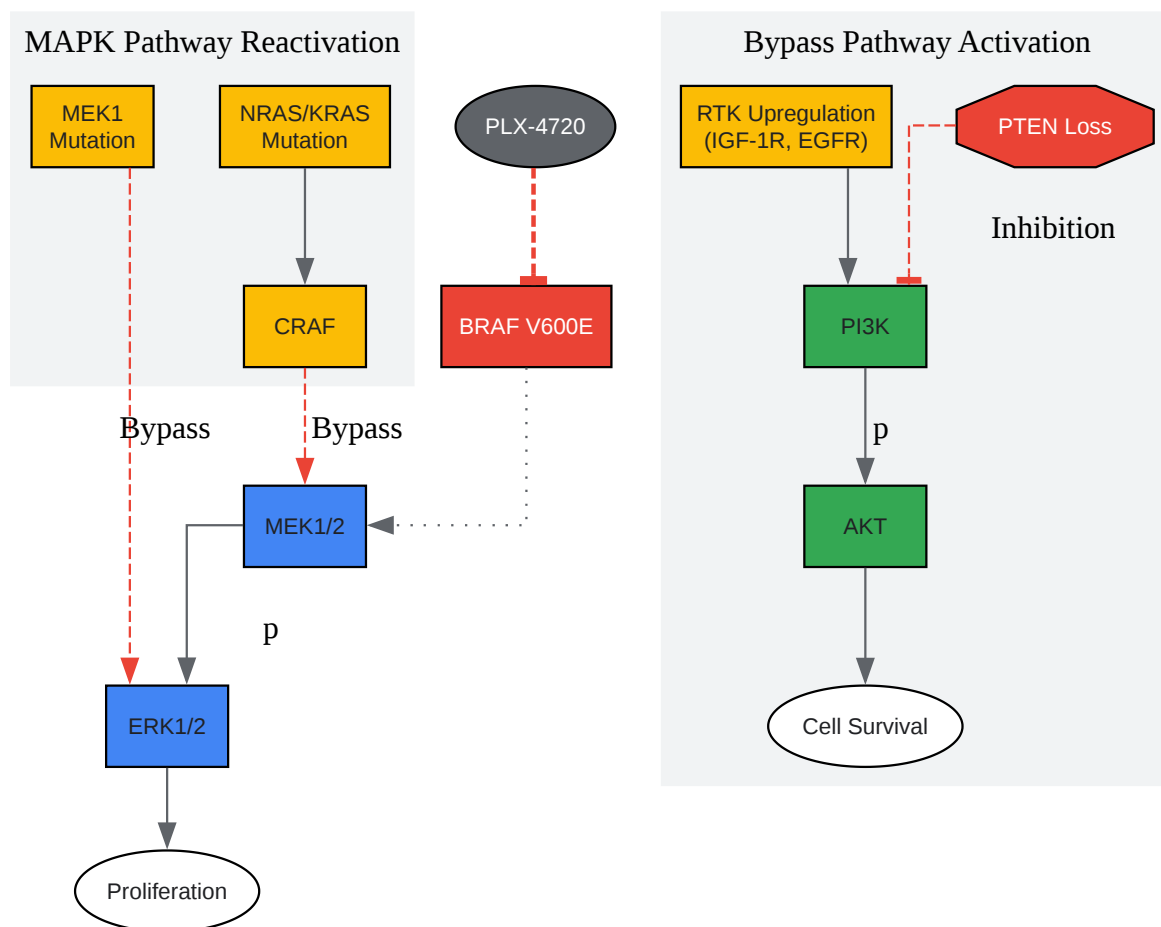 MAPK Pathway Reactivation
Bypass Pathway Activation
MEK1
Mutation
NRAS/KRAS
Mutation
PLX-4720
RTK Upregulation
(IGF-1R, EGFR)
PTEN Loss
Inhibition
CRAF
BRAF V600E
PI3K
Bypass
Bypass
p
MEK1/2
AKT
p
ERK1/2
Cell Survival
Proliferation